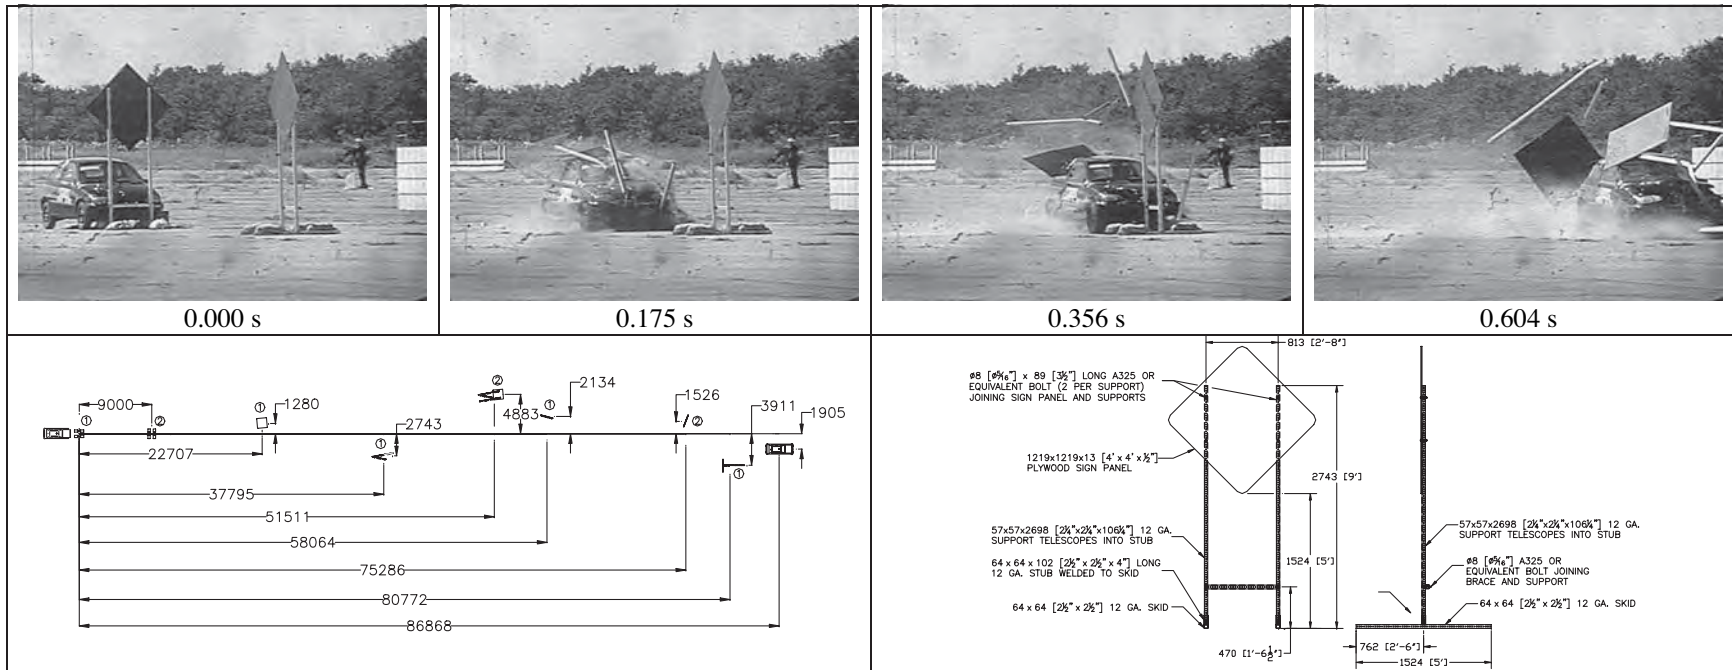 0.000 s
0.175 s
0.356 s
0.604 s
9000
①
②
①
1280
22707
2743
①
37795
②
4883
51511
①
2134
58064
1526
②
75286
3911
①
80772
1905
86868
813 [2'-8"]
ø8 [ø5/16"] x 89 [3½"] LONG A325 OR
EQUIVALENT BOLT (2 PER SUPPORT)
JOINING SIGN PANEL AND SUPPORTS
1219x1219x13 [4' x 4' x ½"]
PLYWOOD SIGN PANEL
2743 [9']
57x57x2698 [2¼"x2¼"x106¼"] 12 GA.
SUPPORT TELESCOPES INTO STUB
64 x 64 x 102 [2½" x 2½" x 4"] LONG
12 GA. STUB WELDED TO SKID
64 x 64 [2½" x 2½"] 12 GA. SKID
1524 [5']
470 [1'-6½"]
57x57x2698 [2¼"x2¼"x106¼"] 12 GA.
SUPPORT TELESCOPES INTO STUB
ø8 [ø5/16"] A325 OR
EQUIVALENT BOLT JOINING
BRACE AND SUPPORT
64 x 64 [2½" x 2½"] 12 GA. SKID
762 [2'-6"]
1524 [5']